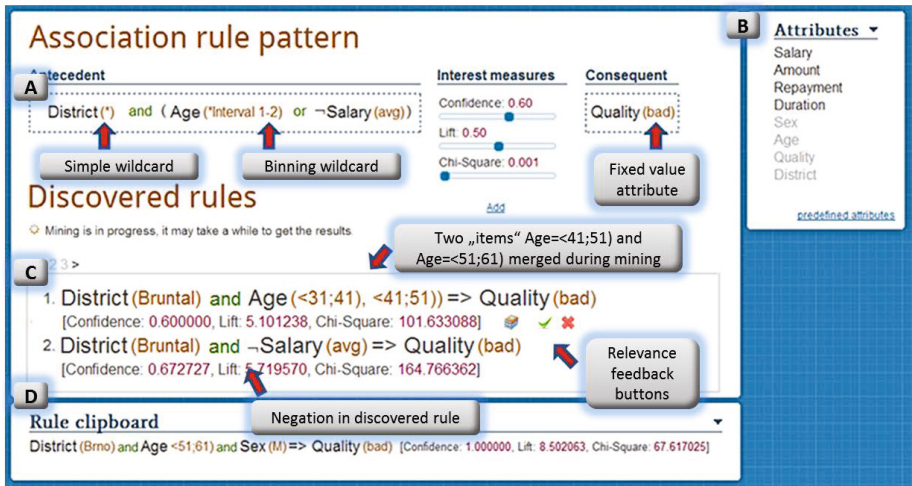 Association rule pattern
Antecedent
Interest measures
Consequent
A
District(*) and (Age(*Interval 1-2) or ¬Salary(avg))
Confidence: 0.60
Lift: 0.50
Chi-Square: 0.001
Quality(bad)
Simple wildcard
Binning wildcard
Fixed value
attribute
Add
Discovered rules
Mining is in progress, it may take a while to get the results
Two „items“ Age=<41;51) and
Age=<51;61) merged during mining
C
2 3 >
1. District(Bruntal) and Age(<31;41), <41;51)) => Quality(bad)
[Confidence: 0.600000, Lift: 5.101238, Chi-Square: 101.633088]
2. District(Bruntal) and ¬Salary(avg) => Quality(bad)
[Confidence: 0.672727, Lift: 5.719570, Chi-Square: 164.766362]
Relevance
feedback
buttons
Negation in discovered rule
D
Rule clipboard
District(Brno) and Age <51;61) and Sex(M) => Quality(bad) [Confidence: 1.000000, Lift: 8.502063, Chi-Square: 67.617025]
B
Attributes
Salary
Amount
Repayment
Duration
Sex
Age
Quality
District
predefined attributes